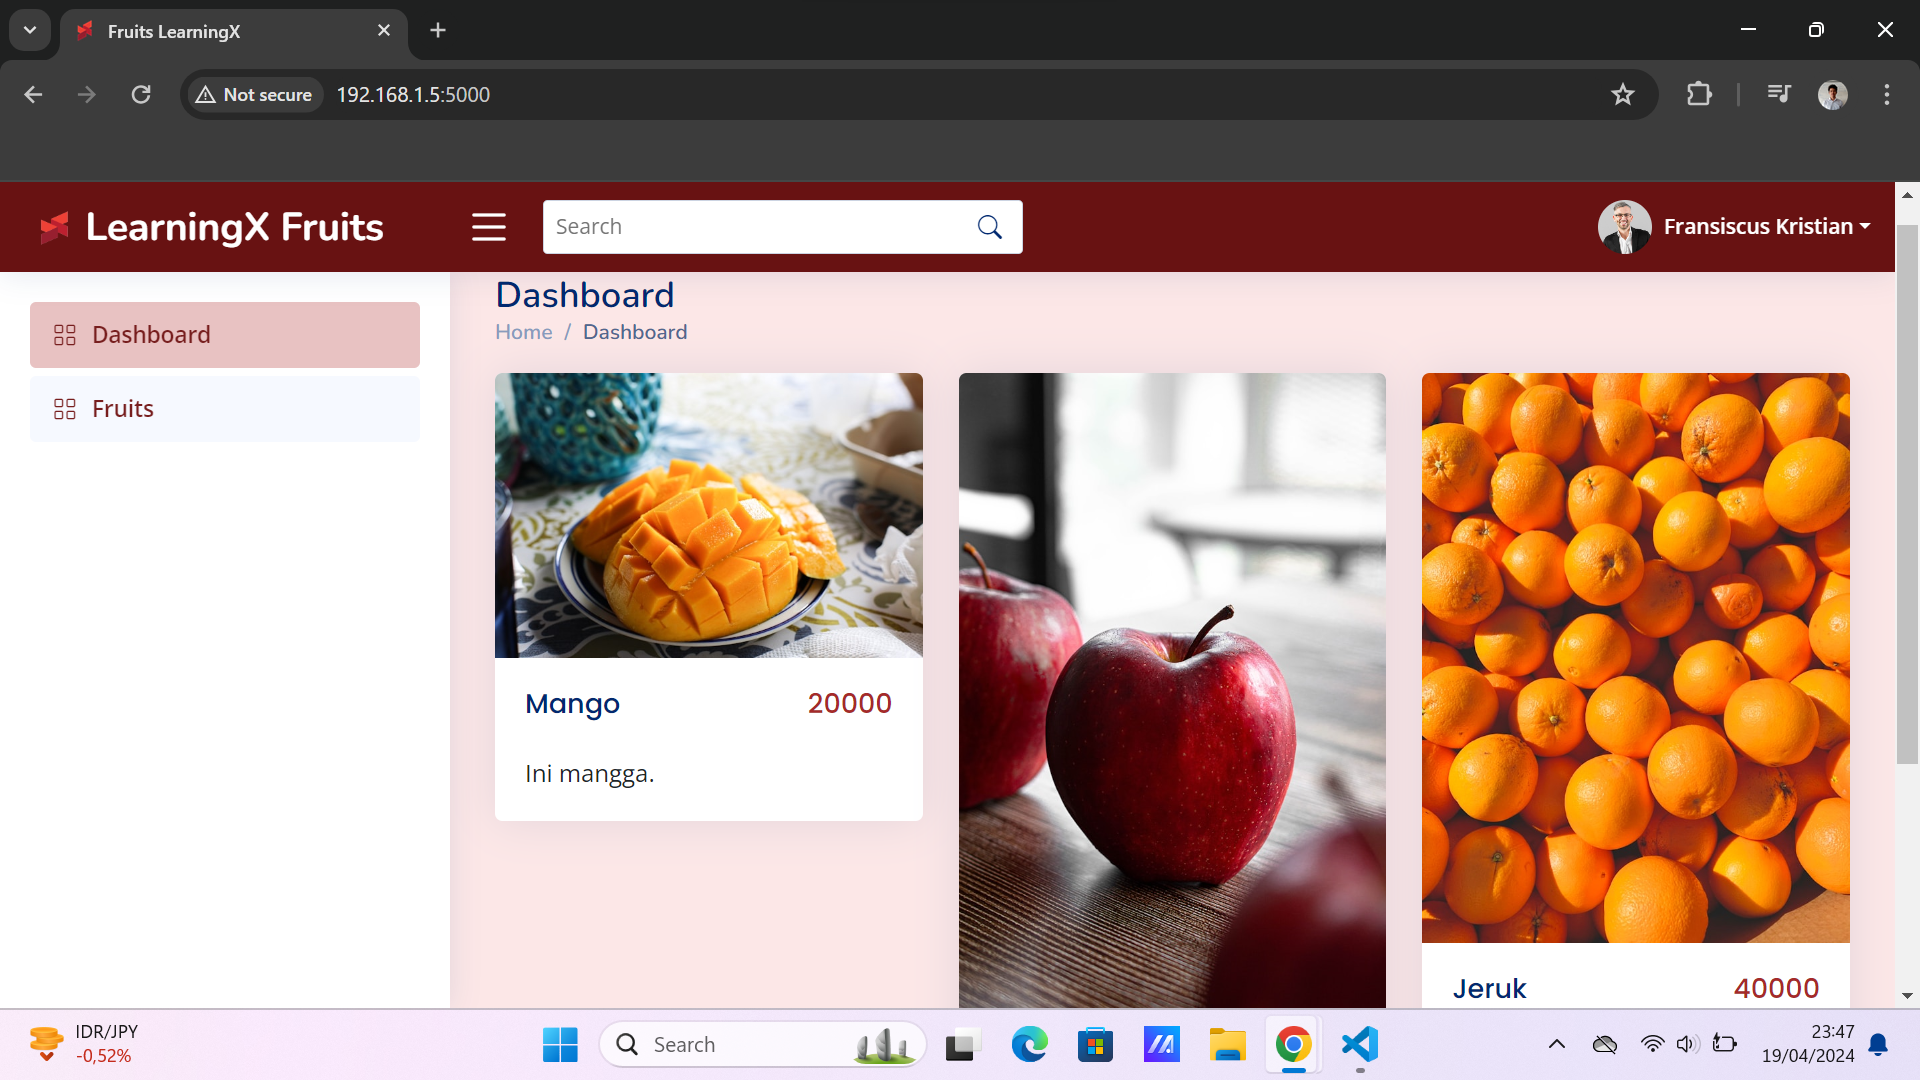 Fruits LearningX
Not secure
192.168.1.5:5000
LearningX Fruits
Search
Fransiscus Kristian
Dashboard
Fruits
Dashboard
Home / Dashboard
Mango 20000
Ini mangga.
Jeruk 40000
IDR/JPY
-0,52%
Search
23:47
19/04/2024